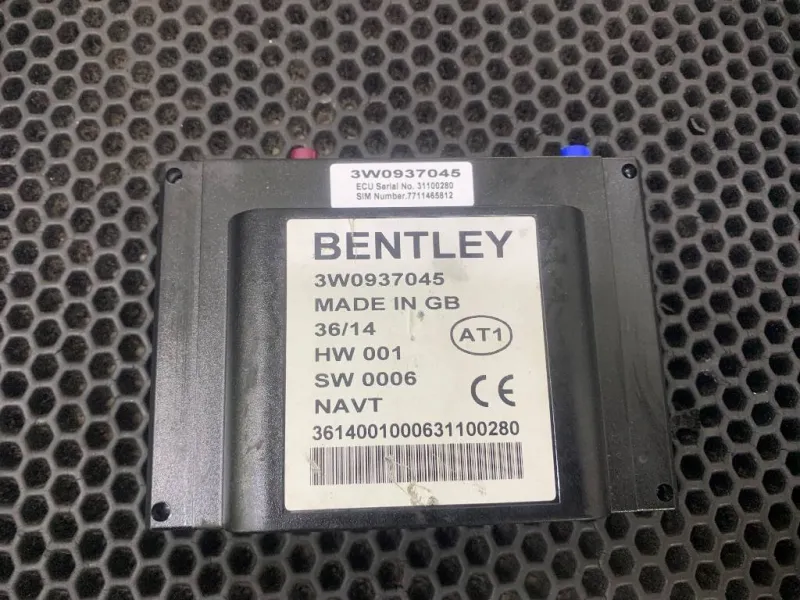 3W0937045
ECU Serial No. 31100280
SIM Number.7711465812
BENTLEY
3W0937045
MADE IN GB
36/14
AT1
HW 001
SW 0006
CE
NAVT
3614001000631100280